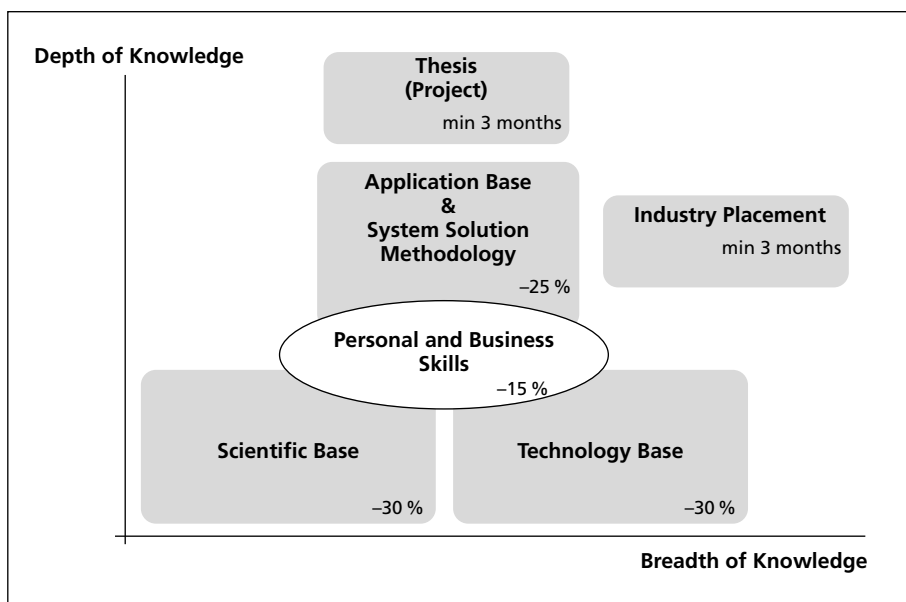 Depth of Knowledge
Thesis
(Project)
min 3 months
Application Base
&
System Solution
Methodology
–25 %
Industry Placement
min 3 months
Personal and Business
Skills
–15 %
Scientific Base
–30 %
Technology Base
–30 %
Breadth of Knowledge